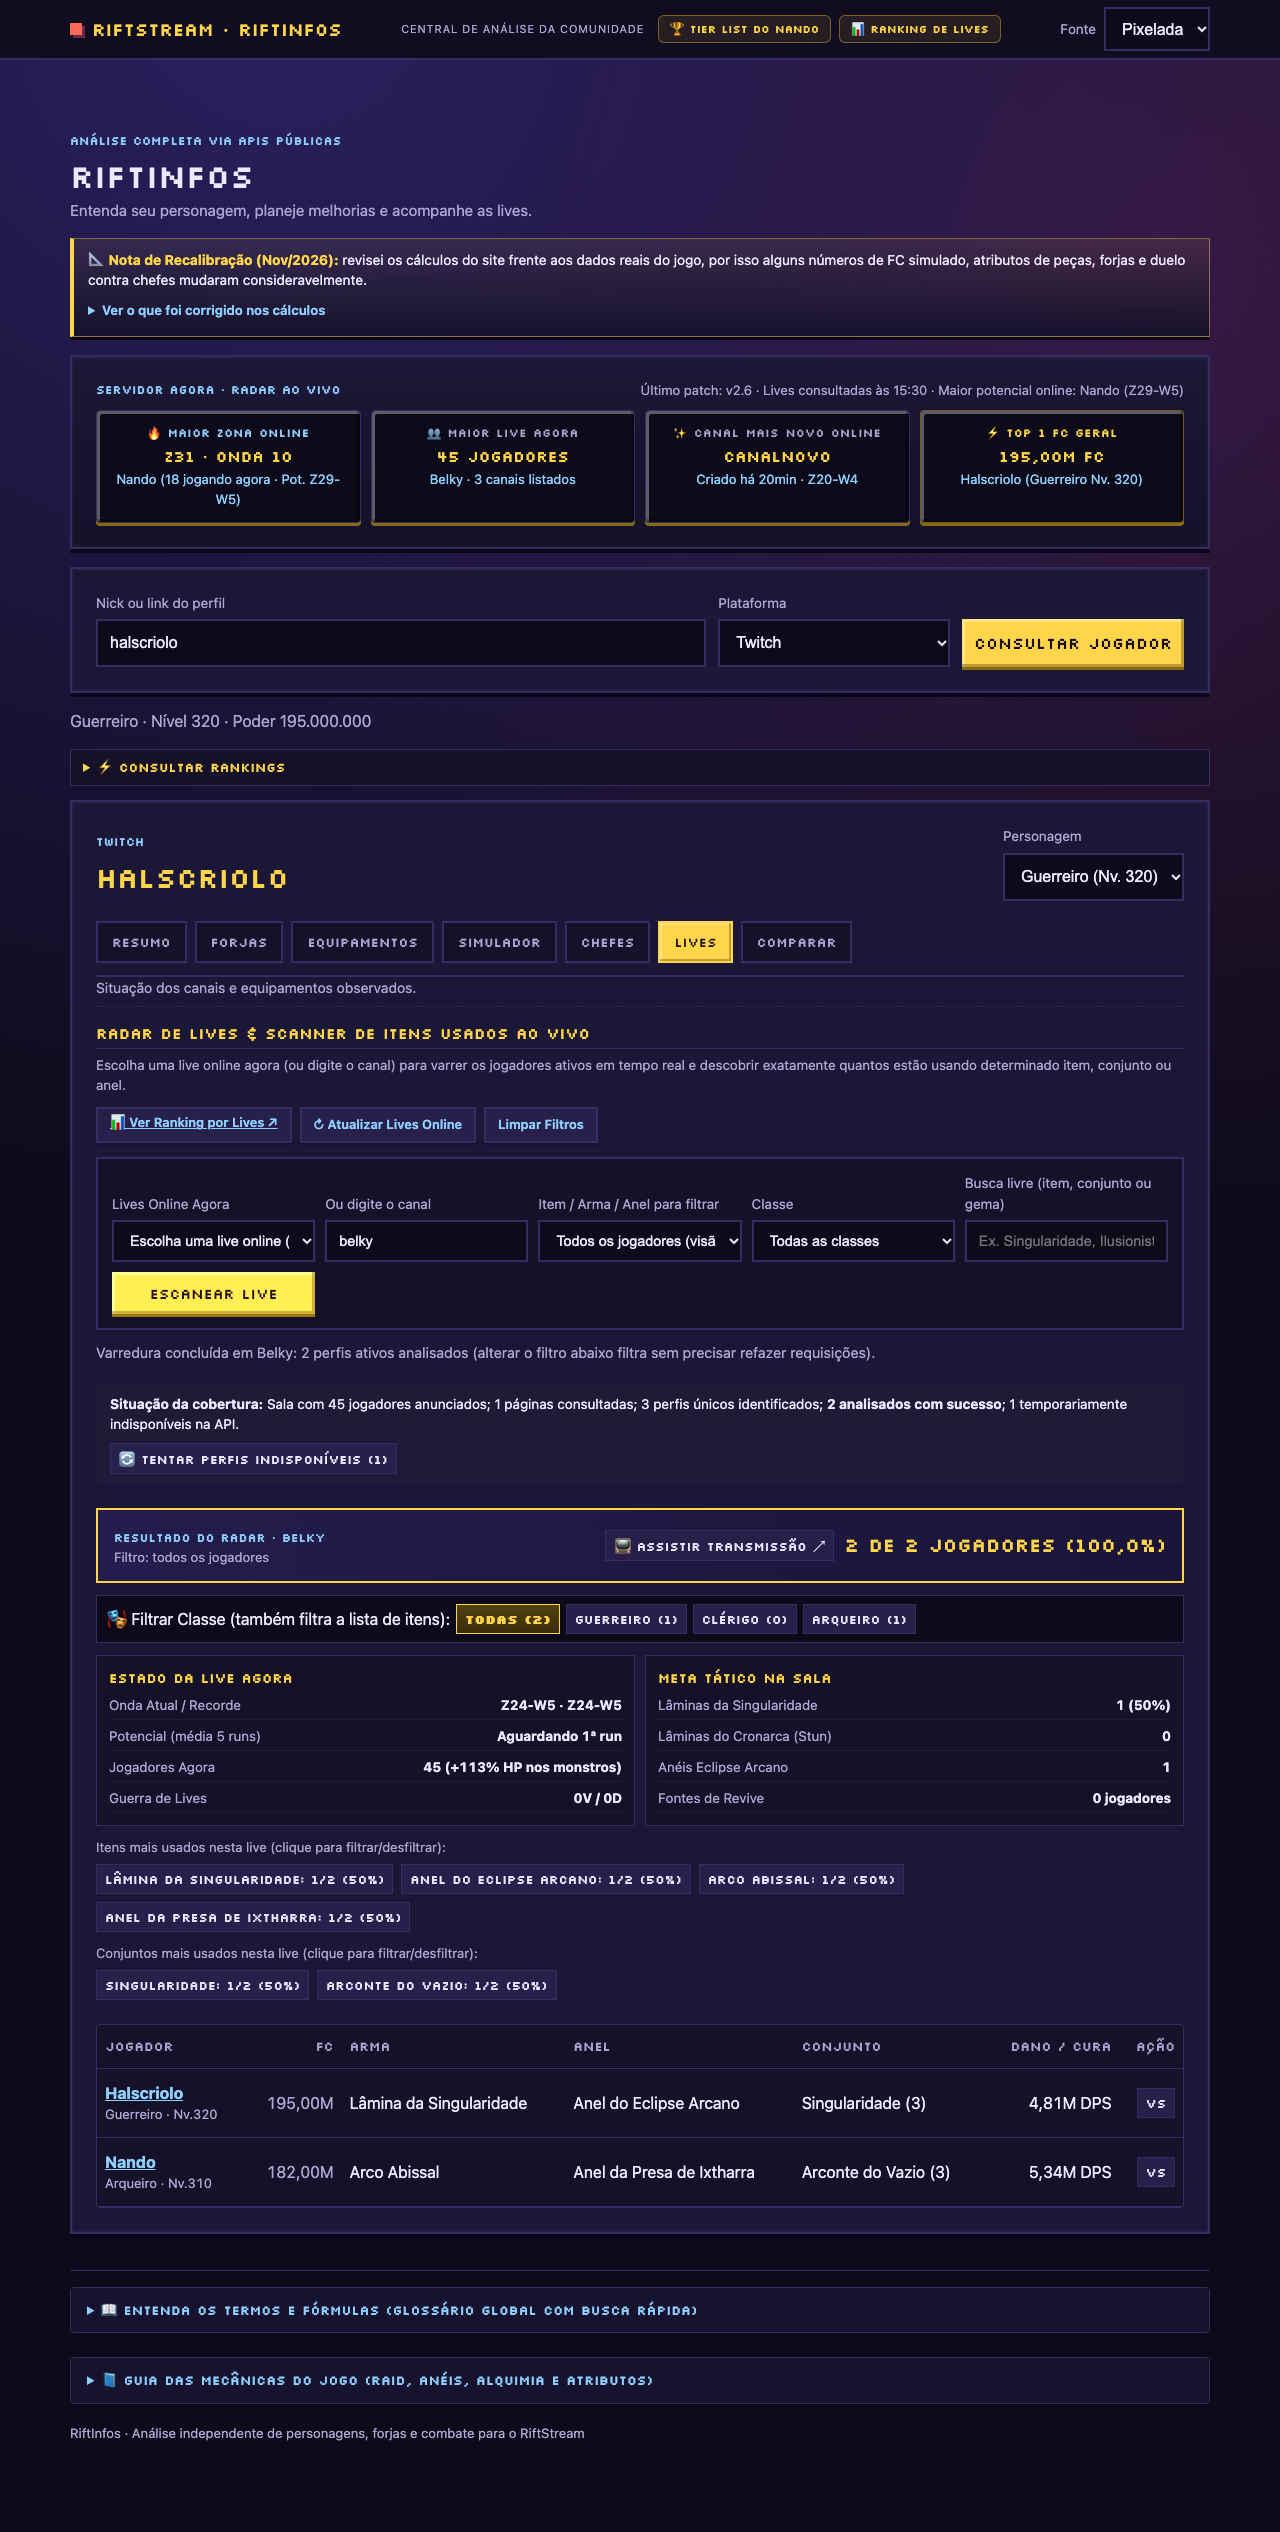 RIFTSTREAM · RIFTINFOS
CENTRAL DE ANÁLISE DA COMUNIDADE
🏆 TIER LIST DO NANDO
📊 RANKING DE LIVES
Fonte
Pixelada
ANÁLISE COMPLETA VIA APIS PÚBLICAS
RIFTINFOS
Entenda seu personagem, planeje melhorias e acompanhe as lives.
📐 Nota de Recalibração (Nov/2026): revisei os cálculos do site frente aos dados reais do jogo, por isso alguns números de FC simulado, atributos de peças, forjas e duelo
contra chefes mudaram consideravelmente.
▶ Ver o que foi corrigido nos cálculos
SERVIDOR AGORA · RADAR AO VIVO
Último patch: v2.6 · Lives consultadas às 15:30 · Maior potencial online: Nando (Z29-W5)
🔥 MAIOR ZONA ONLINE
Z31 · ONDA 10
Nando (18 jogando agora · Pot. Z29-
W5)
👥 MAIOR LIVE AGORA
45 JOGADORES
Belky · 3 canais listados
✨ CANAL MAIS NOVO ONLINE
CANALNOVO
Criado há 20min · Z20-W4
⚡ TOP 1 FC GERAL
195,00M FC
Halscriolo (Guerreiro Nv. 320)
Nick ou link do perfil
halscriolo
Plataforma
Twitch
CONSULTAR JOGADOR
Guerreiro · Nível 320 · Poder 195.000.000
▶ ⚡ CONSULTAR RANKINGS
TWITCH
HALSCRIOLO
Personagem
Guerreiro (Nv. 320)
RESUMO
FORJAS
EQUIPAMENTOS
SIMULADOR
CHEFES
LIVES
COMPARAR
Situação dos canais e equipamentos observados.
RADAR DE LIVES & SCANNER DE ITENS USADOS AO VIVO
Escolha uma live online agora (ou digite o canal) para varrer os jogadores ativos em tempo real e descobrir exatamente quantos estão usando determinado item, conjunto ou
anel.
📊 Ver Ranking por Lives ↗
↻ Atualizar Lives Online
Limpar Filtros
Lives Online Agora
Escolha uma live online (
Ou digite o canal
belky
Item / Arma / Anel para filtrar
Todos os jogadores (visã
Classe
Todas as classes
Busca livre (item, conjunto ou
gema)
Ex. Singularidade, Ilusionist
ESCANEAR LIVE
Varredura concluída em Belky: 2 perfis ativos analisados (alterar o filtro abaixo filtra sem precisar refazer requisições).
Situação da cobertura: Sala com 45 jogadores anunciados; 1 páginas consultadas; 3 perfis únicos identificados; 2 analisados com sucesso; 1 temporariamente
indisponíveis na API.
🔄 TENTAR PERFIS INDISPONÍVEIS (1)
RESULTADO DO RADAR · BELKY
Filtro: todos os jogadores
📺 ASSISTIR TRANSMISSÃO ↗
2 DE 2 JOGADORES (100,0%)
🎭 Filtrar Classe (também filtra a lista de itens):
TODAS (2)
GUERREIRO (1)
CLÉRIGO (0)
ARQUEIRO (1)
ESTADO DA LIVE AGORA
Onda Atual / Recorde
Z24-W5 · Z24-W5
Potencial (média 5 runs)
Aguardando 1ª run
Jogadores Agora
45 (+113% HP nos monstros)
Guerra de Lives
0V / 0D
META TÁTICO NA SALA
Lâminas da Singularidade
1 (50%)
Lâminas do Cronarca (Stun)
0
Anéis Eclipse Arcano
1
Fontes de Revive
0 jogadores
Itens mais usados nesta live (clique para filtrar/desfiltrar):
LÂMINA DA SINGULARIDADE: 1/2 (50%)
ANEL DO ECLIPSE ARCANO: 1/2 (50%)
ARCO ABISSAL: 1/2 (50%)
ANEL DA PRESA DE IXTHARRA: 1/2 (50%)
Conjuntos mais usados nesta live (clique para filtrar/desfiltrar):
SINGULARIDADE: 1/2 (50%)
ARCONTE DO VAZIO: 1/2 (50%)
JOGADOR FC ARMA ANEL CONJUNTO DANO / CURA AÇÃO
Halscriolo
Guerreiro · Nv.320
195,00M Lâmina da Singularidade Anel do Eclipse Arcano Singularidade (3) 4,81M DPS VS
Nando
Arqueiro · Nv.310
182,00M Arco Abissal Anel da Presa de Ixtharra Arconte do Vazio (3) 5,34M DPS VS
▶ 📖 ENTENDA OS TERMOS E FÓRMULAS (GLOSSÁRIO GLOBAL COM BUSCA RÁPIDA)
▶ 📘 GUIA DAS MECÂNICAS DO JOGO (RAID, ANÉIS, ALQUIMIA E ATRIBUTOS)
RiftInfos · Análise independente de personagens, forjas e combate para o RiftStream